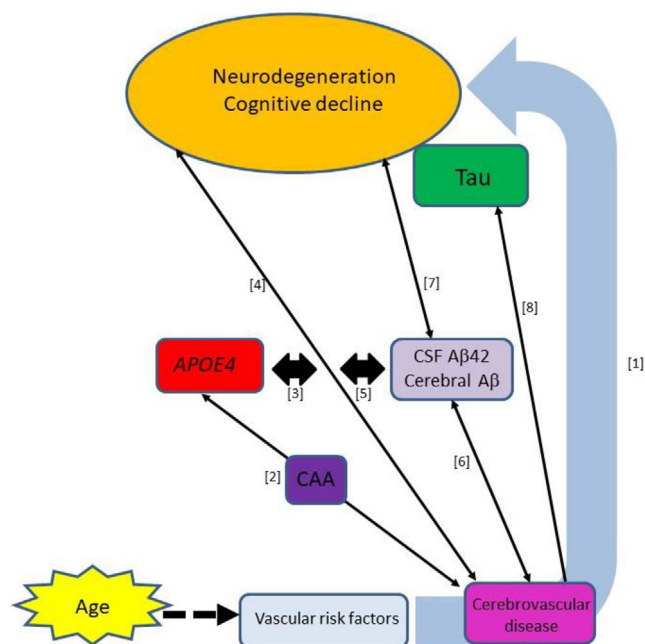 Neurodegeneration
Cognitive decline
Tau
[4]
[7]
[8]
[1]
APOE4
[3]
[5]
CSF Aβ42
Cerebral Aβ
[6]
[2]
CAA
Age
Vascular risk factors
Cerebrovascular
disease